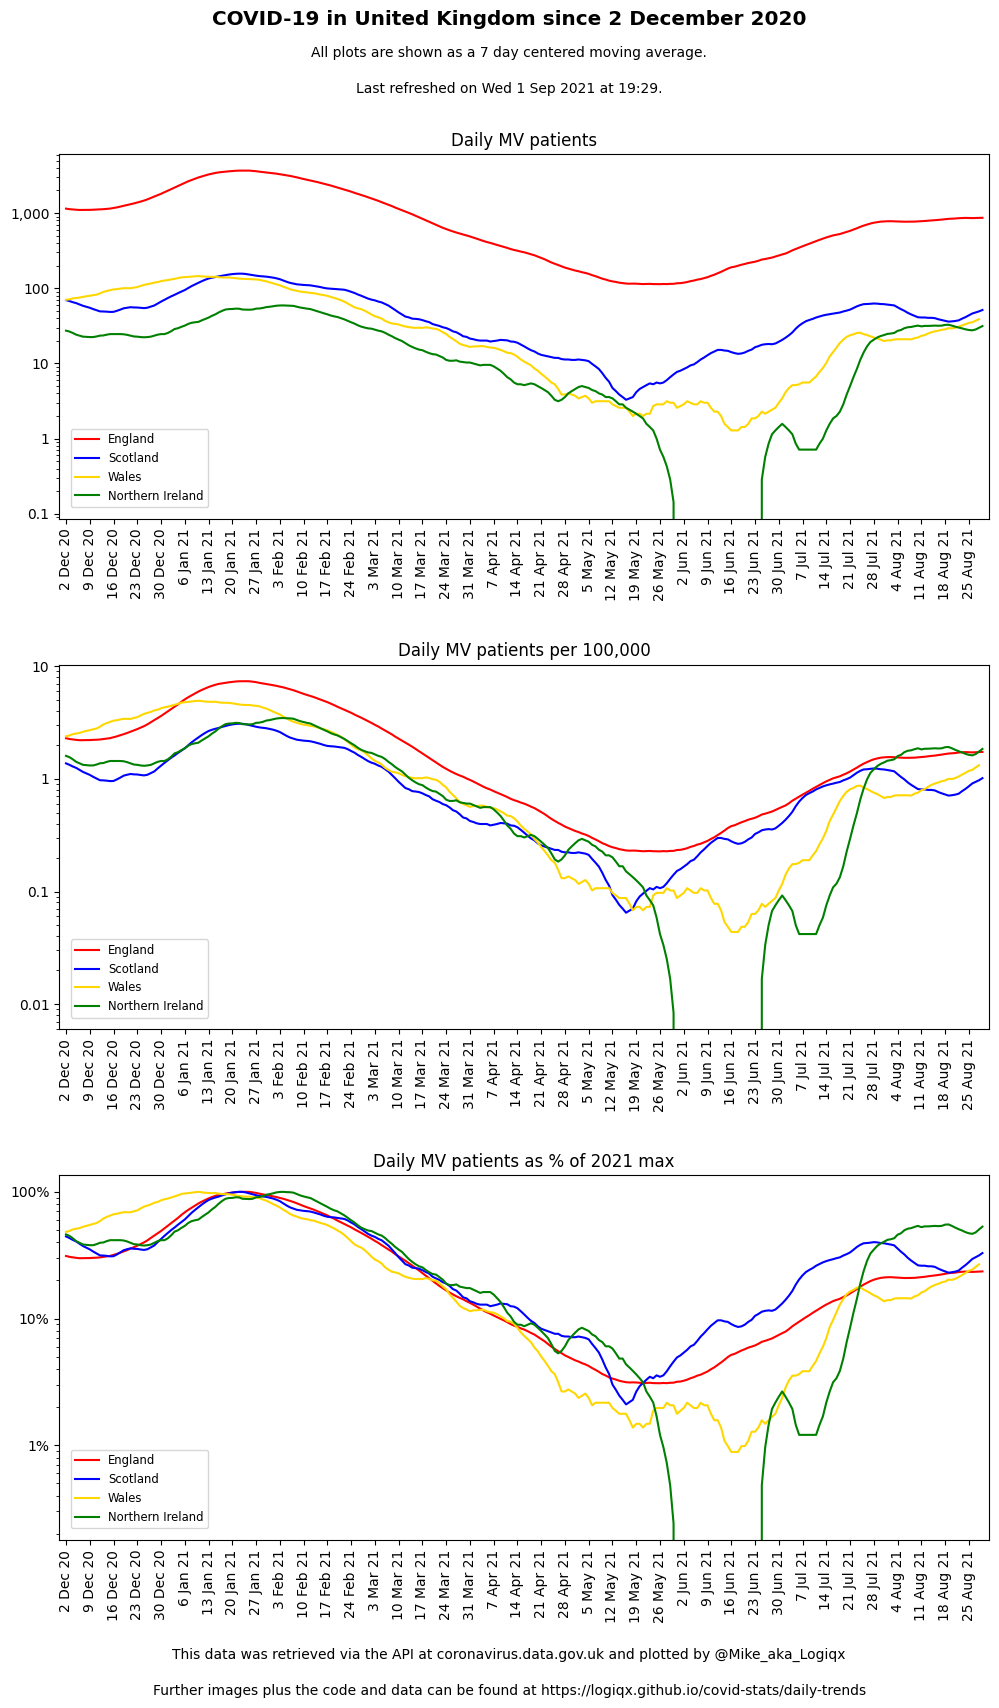 COVID-19 in United Kingdom since 2 December 2020
All plots are shown as a 7 day centered moving average.
Last refreshed on Wed 1 Sep 2021 at 19:29.
Daily MV patients
1,000
100
10
1
0.1
England
Scotland
Wales
Northern Ireland
2 Dec 20
9 Dec 20
16 Dec 20
23 Dec 20
30 Dec 20
6 Jan 21
13 Jan 21
20 Jan 21
27 Jan 21
3 Feb 21
10 Feb 21
17 Feb 21
24 Feb 21
3 Mar 21
10 Mar 21
17 Mar 21
24 Mar 21
31 Mar 21
7 Apr 21
14 Apr 21
21 Apr 21
28 Apr 21
5 May 21
12 May 21
19 May 21
26 May 21
2 Jun 21
9 Jun 21
16 Jun 21
23 Jun 21
30 Jun 21
7 Jul 21
14 Jul 21
21 Jul 21
28 Jul 21
4 Aug 21
11 Aug 21
18 Aug 21
25 Aug 21
Daily MV patients per 100,000
10
1
0.1
0.01
England
Scotland
Wales
Northern Ireland
2 Dec 20
9 Dec 20
16 Dec 20
23 Dec 20
30 Dec 20
6 Jan 21
13 Jan 21
20 Jan 21
27 Jan 21
3 Feb 21
10 Feb 21
17 Feb 21
24 Feb 21
3 Mar 21
10 Mar 21
17 Mar 21
24 Mar 21
31 Mar 21
7 Apr 21
14 Apr 21
21 Apr 21
28 Apr 21
5 May 21
12 May 21
19 May 21
26 May 21
2 Jun 21
9 Jun 21
16 Jun 21
23 Jun 21
30 Jun 21
7 Jul 21
14 Jul 21
21 Jul 21
28 Jul 21
4 Aug 21
11 Aug 21
18 Aug 21
25 Aug 21
Daily MV patients as % of 2021 max
100%
10%
1%
England
Scotland
Wales
Northern Ireland
2 Dec 20
9 Dec 20
16 Dec 20
23 Dec 20
30 Dec 20
6 Jan 21
13 Jan 21
20 Jan 21
27 Jan 21
3 Feb 21
10 Feb 21
17 Feb 21
24 Feb 21
3 Mar 21
10 Mar 21
17 Mar 21
24 Mar 21
31 Mar 21
7 Apr 21
14 Apr 21
21 Apr 21
28 Apr 21
5 May 21
12 May 21
19 May 21
26 May 21
2 Jun 21
9 Jun 21
16 Jun 21
23 Jun 21
30 Jun 21
7 Jul 21
14 Jul 21
21 Jul 21
28 Jul 21
4 Aug 21
11 Aug 21
18 Aug 21
25 Aug 21
This data was retrieved via the API at coronavirus.data.gov.uk and plotted by @Mike_aka_Logiqx
Further images plus the code and data can be found at https://logiqx.github.io/covid-stats/daily-trends